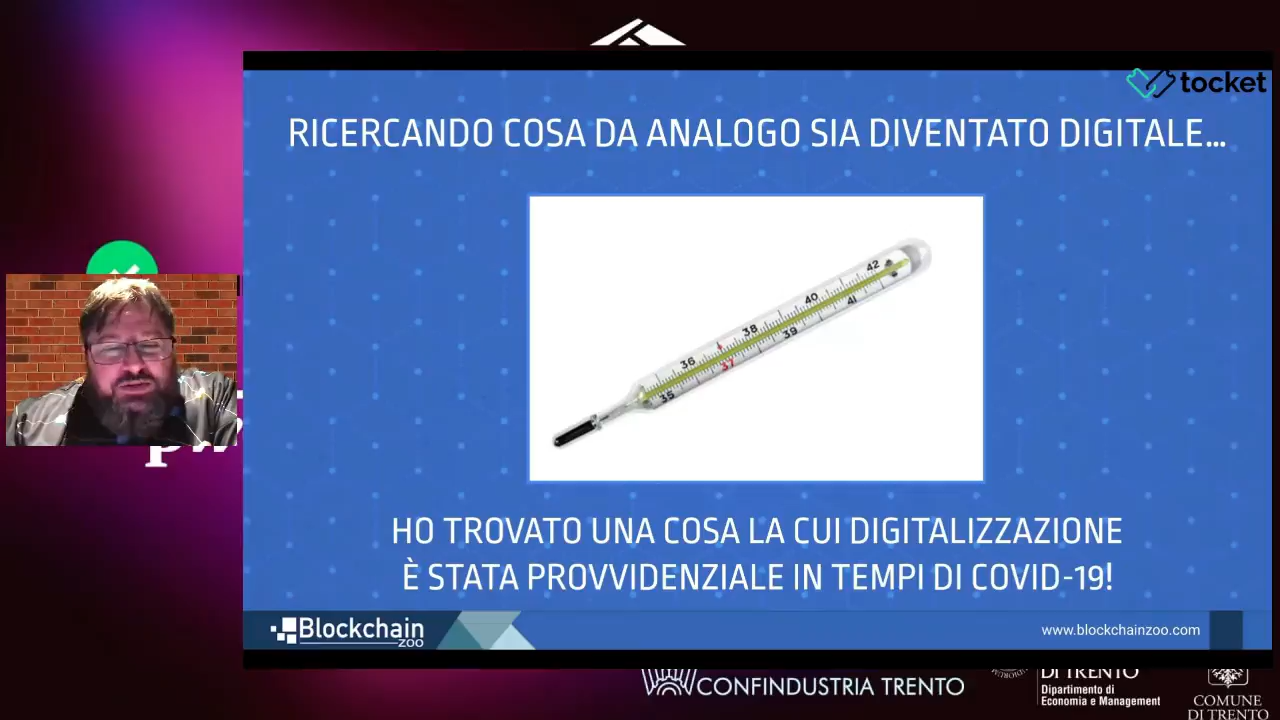 tocket
RICERCANDO COSA DA ANALOGO SIA DIVENTATO DIGITALE…
42
41
40
39
38
37
36
35
HO TROVATO UNA COSA LA CUI DIGITALIZZAZIONE
È STATA PROVVIDENZIALE IN TEMPI DI COVID-19!
Blockchain
ZOO
www.blockchainzoo.com
CONFINDUSTRIA TRENTO
DI TRENTO
Dipartimento di
Economia e Management
COMUNE
DI TRENTO